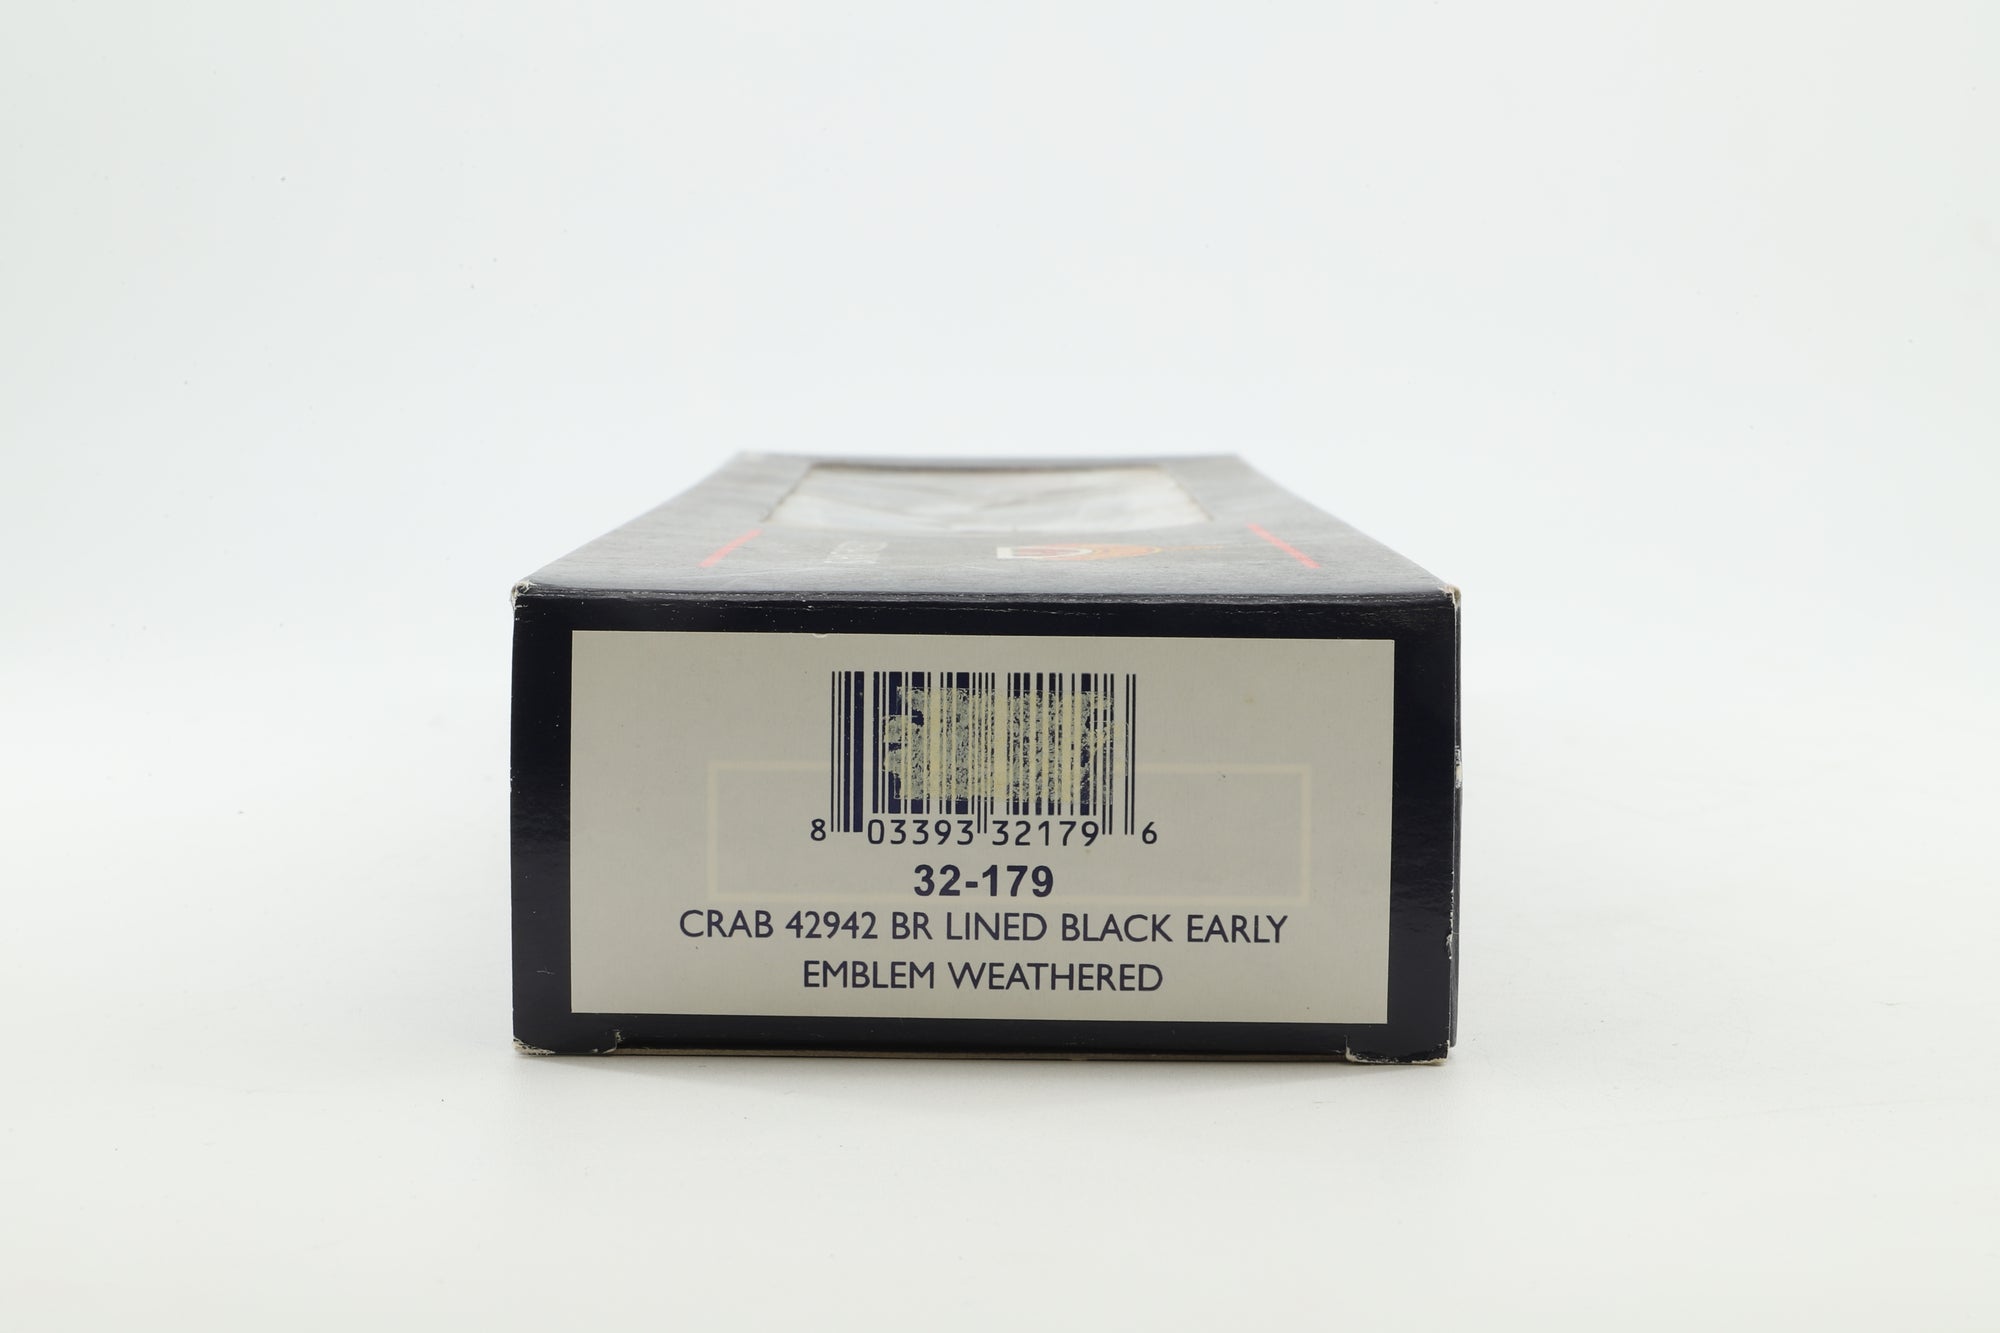 8 03393 32179 6
32-179
CRAB 42942 BR LINED BLACK EARLY
EMBLEM WEATHERED